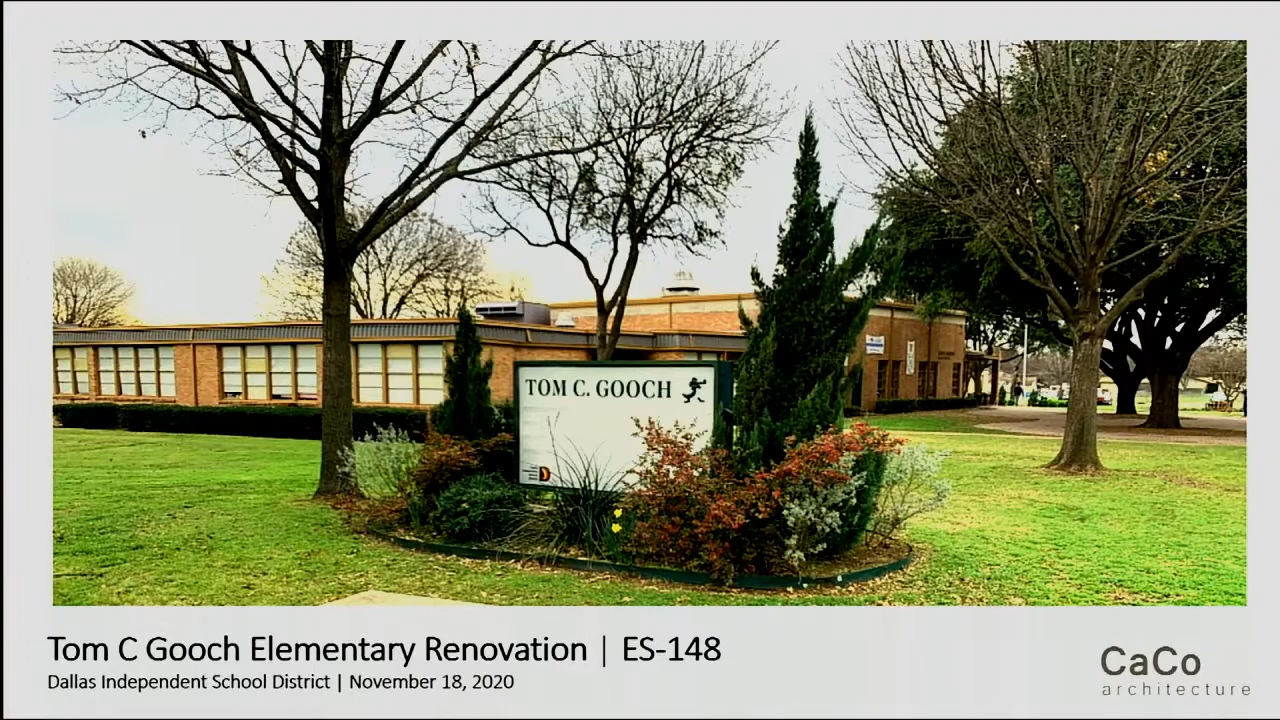 TOM C. GOOCH
Tom C Gooch Elementary Renovation | ES-148
Dallas Independent School District | November 18, 2020
CaCo
architecture